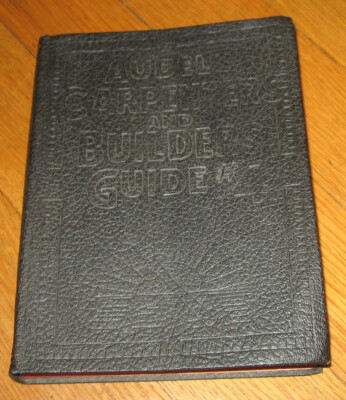 AUDELS
CARPENTERS
AND
BUILDERS
GUIDE